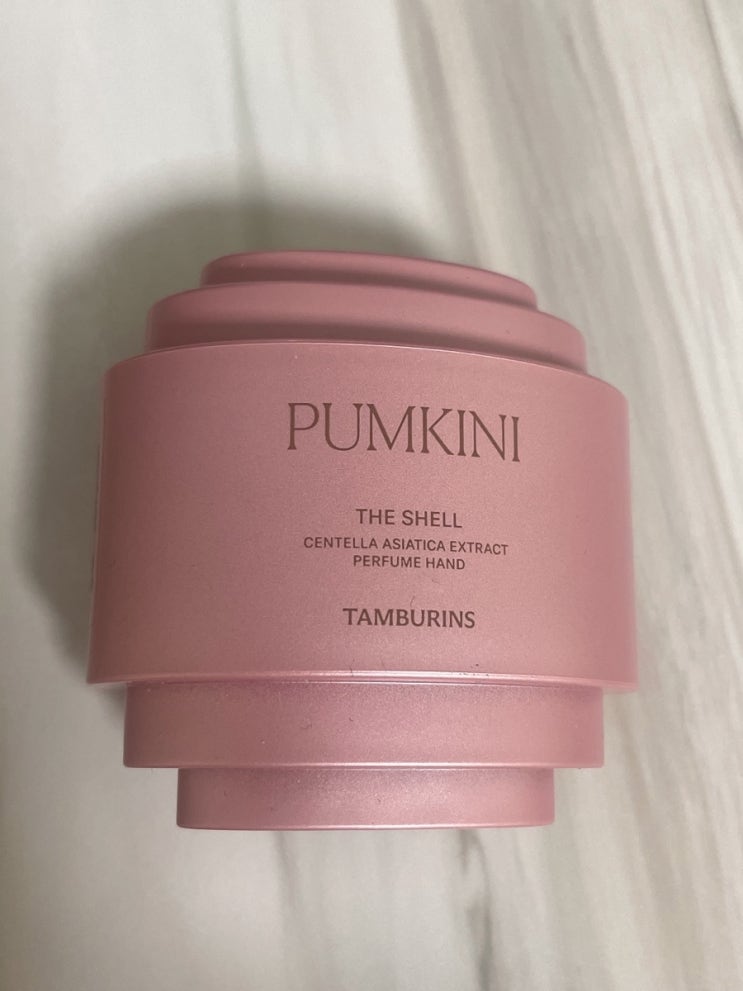 PUMKINI
THE SHELL
CENTELLA ASIATICA EXTRACT
PERFUME HAND
TAMBURINS